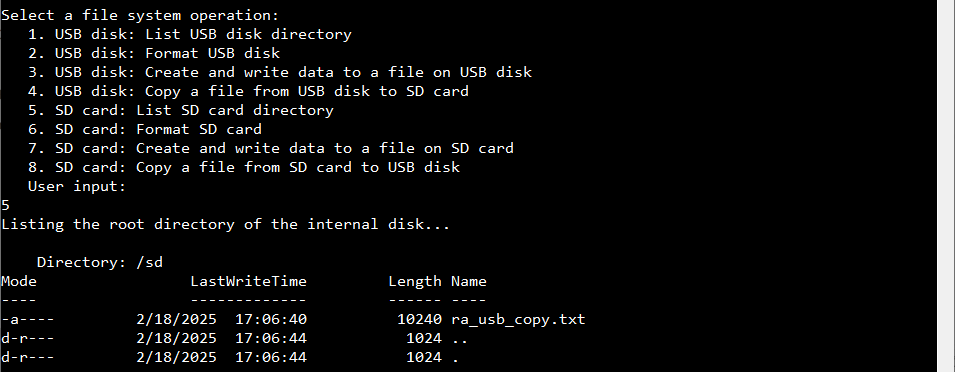 Select a file system operation:
   1. USB disk: List USB disk directory
   2. USB disk: Format USB disk
   3. USB disk: Create and write data to a file on USB disk
   4. USB disk: Copy a file from USB disk to SD card
   5. SD card: List SD card directory
   6. SD card: Format SD card
   7. SD card: Create and write data to a file on SD card
   8. SD card: Copy a file from SD card to USB disk
   User input:
5
Listing the root directory of the internal disk...
    Directory: /sd
Mode                 LastWriteTime         Length Name
----                 -------------         ------ ----
-a----         2/18/2025  17:06:40          10240 ra_usb_copy.txt
d-r---         2/18/2025  17:06:44           1024 ..
d-r---         2/18/2025  17:06:44           1024 .